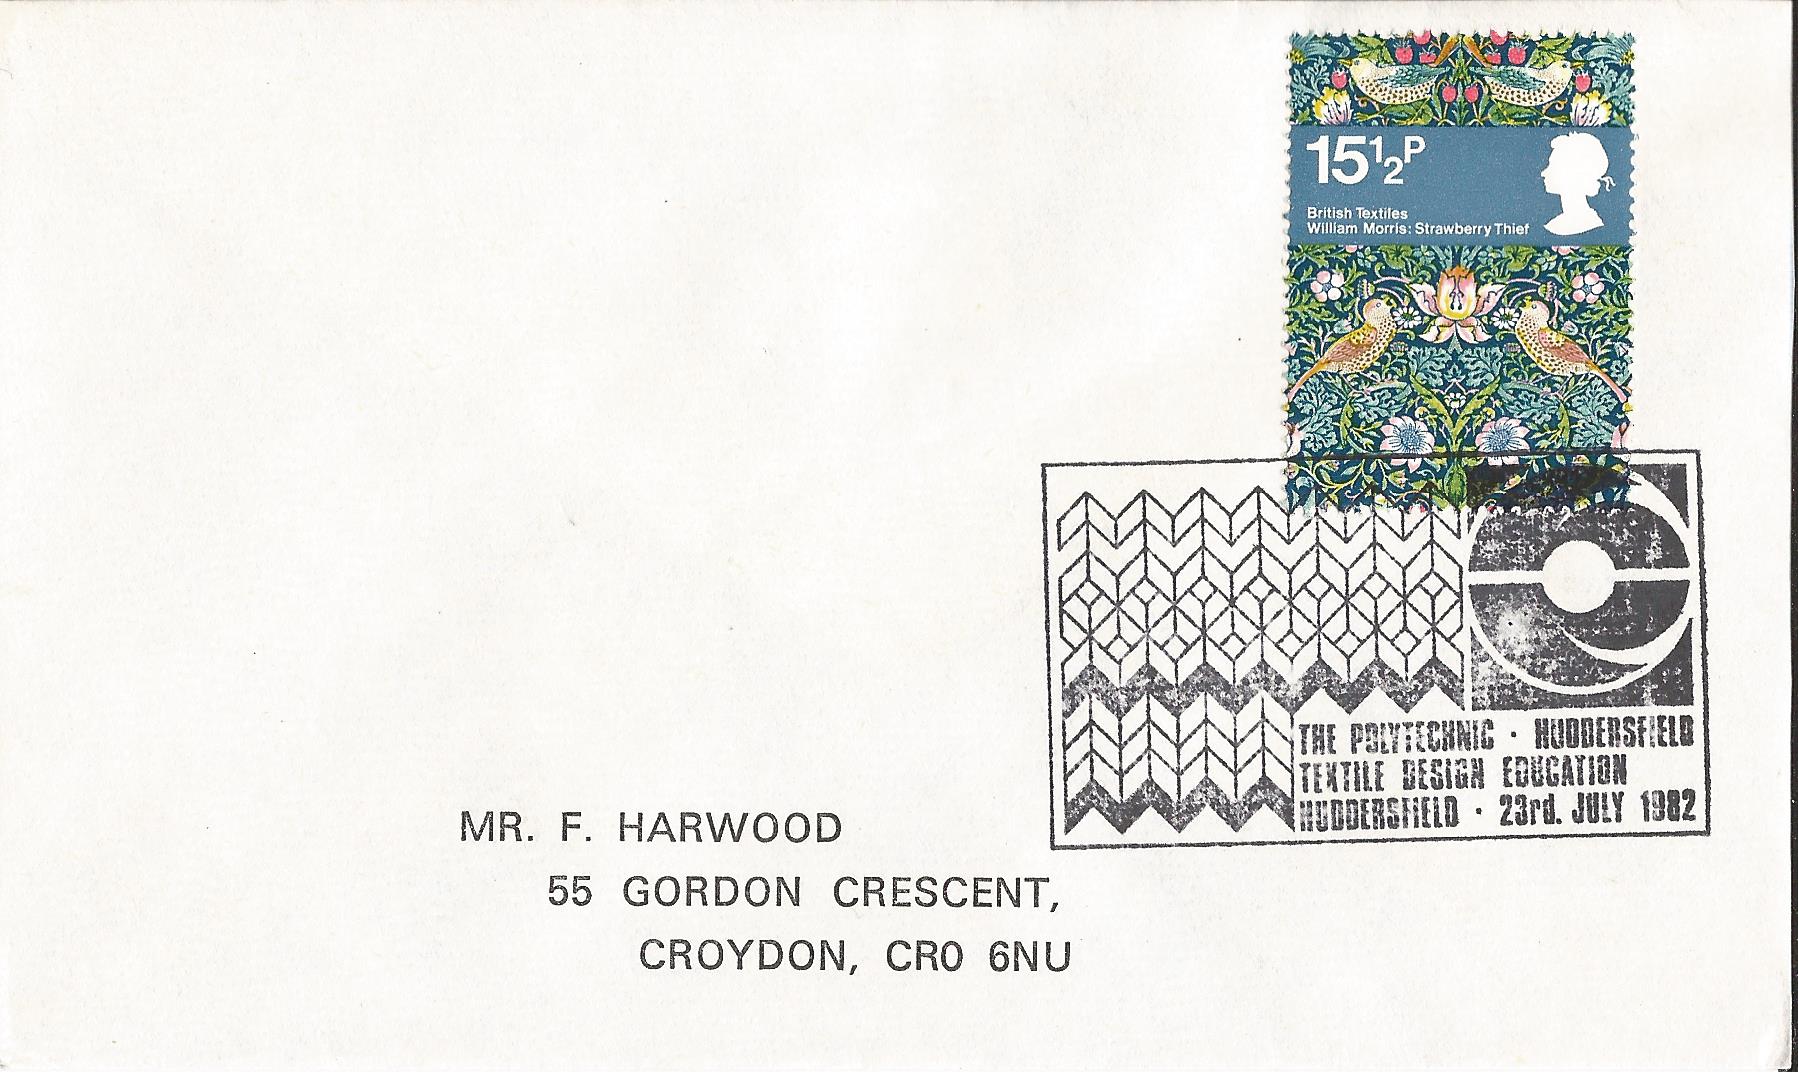 15½P
British Textiles
William Morris: Strawberry Thief
THE POLYTECHNIC · HUDDERSFIELD
TEXTILE DESIGN EDUCATION
HUDDERSFIELD · 23rd. JULY 1982
MR. F. HARWOOD
55 GORDON CRESCENT,
CROYDON, CR0 6NU